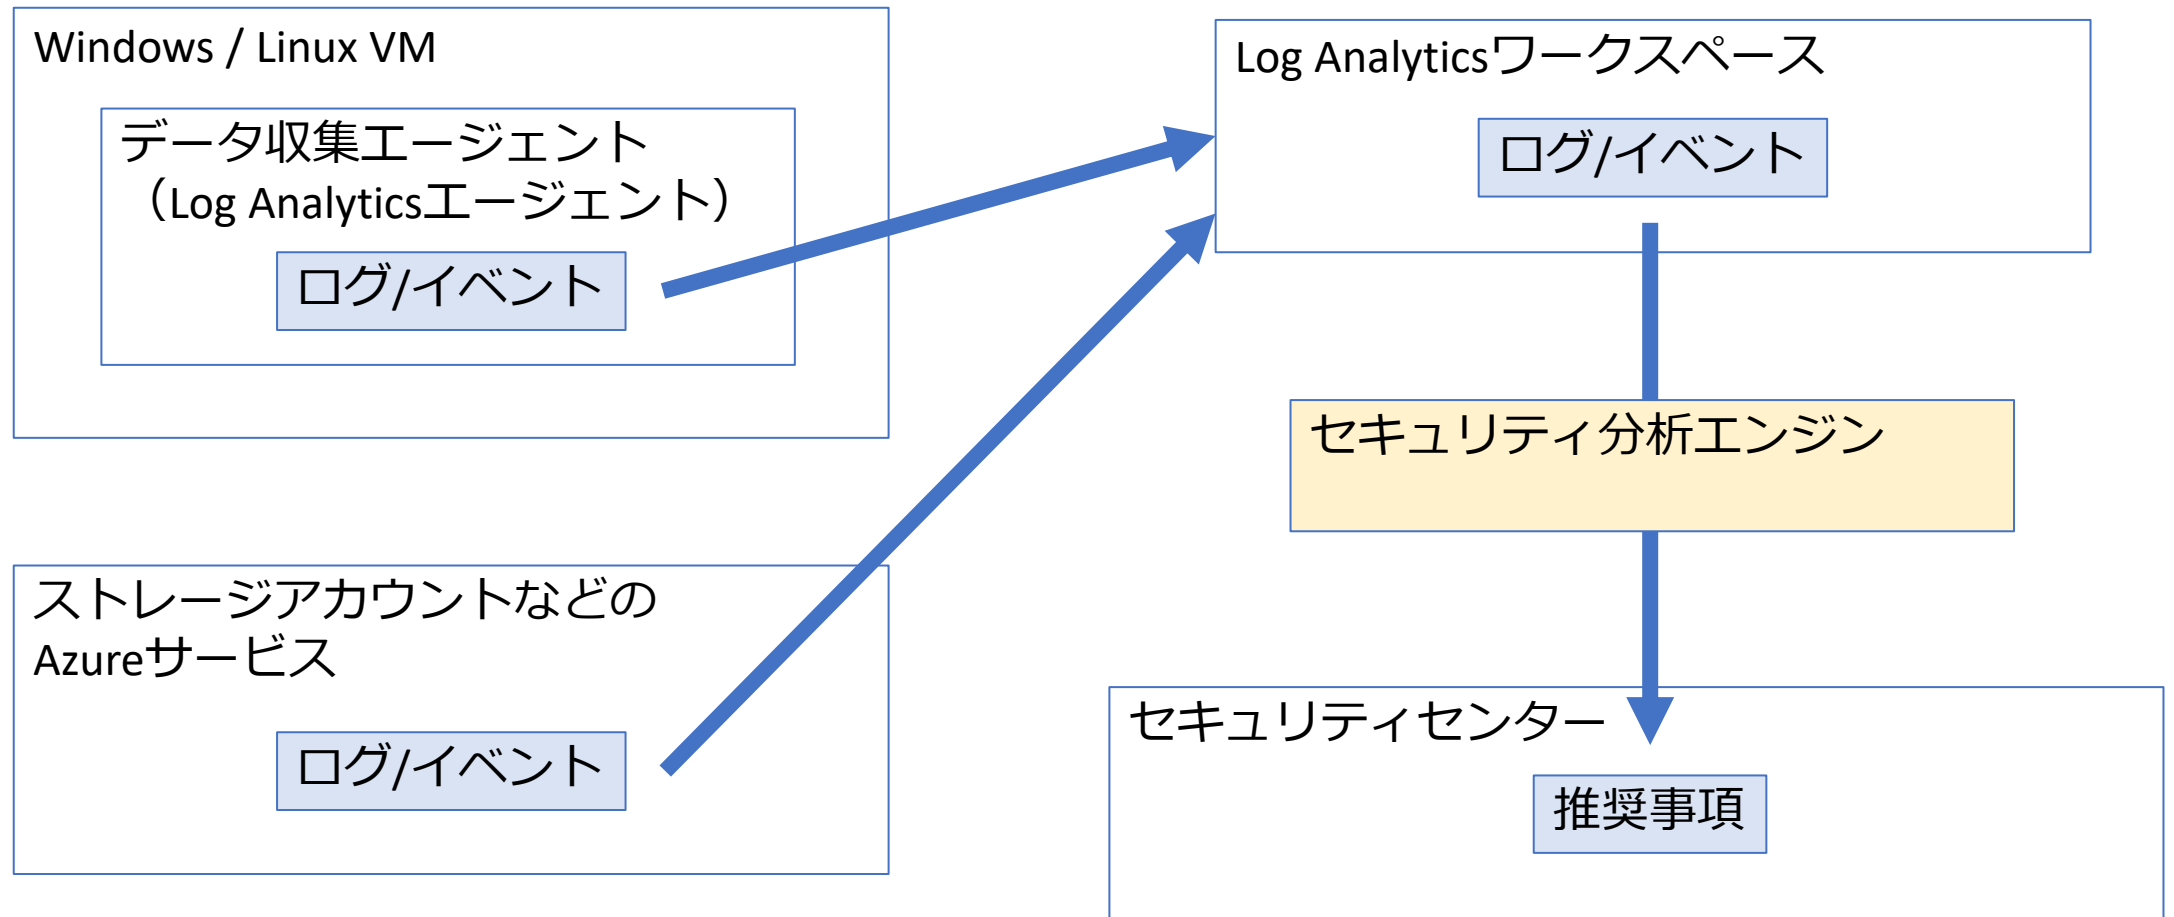 Windows / Linux VM
データ収集エージェント
（Log Analyticsエージェント）
ログ/イベント
ストレージアカウントなどの
Azureサービス
ログ/イベント
Log Analyticsワークスペース
ログ/イベント
セキュリティ分析エンジン
セキュリティセンター
推奨事項